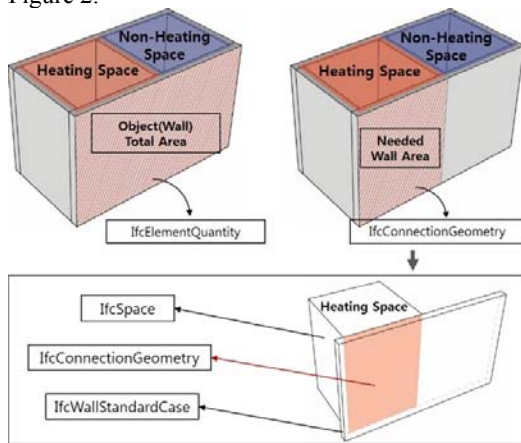 Figure 2.
Non-Heating
Space
Heating Space
Object(Wall)
Total Area
IfcElementQuantity
Non-Heating
Space
Heating Space
Needed
Wall Area
IfcConnectionGeometry
Heating Space
IfcSpace
IfcConnectionGeometry
IfcWallStandardCase